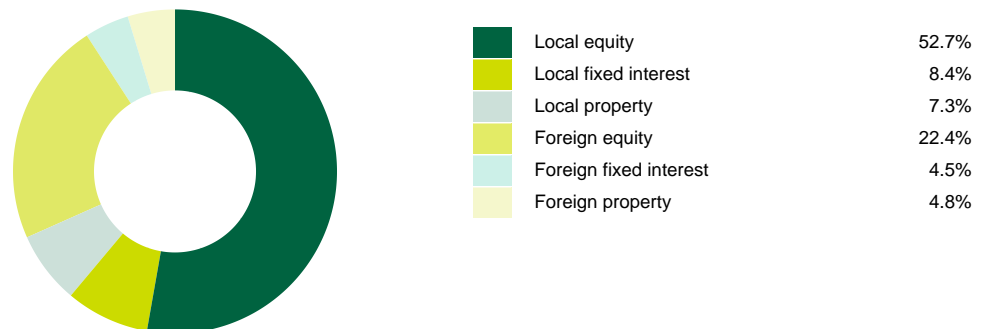 Local equity 52.7%
Local fixed interest 8.4%
Local property 7.3%
Foreign equity 22.4%
Foreign fixed interest 4.5%
Foreign property 4.8%